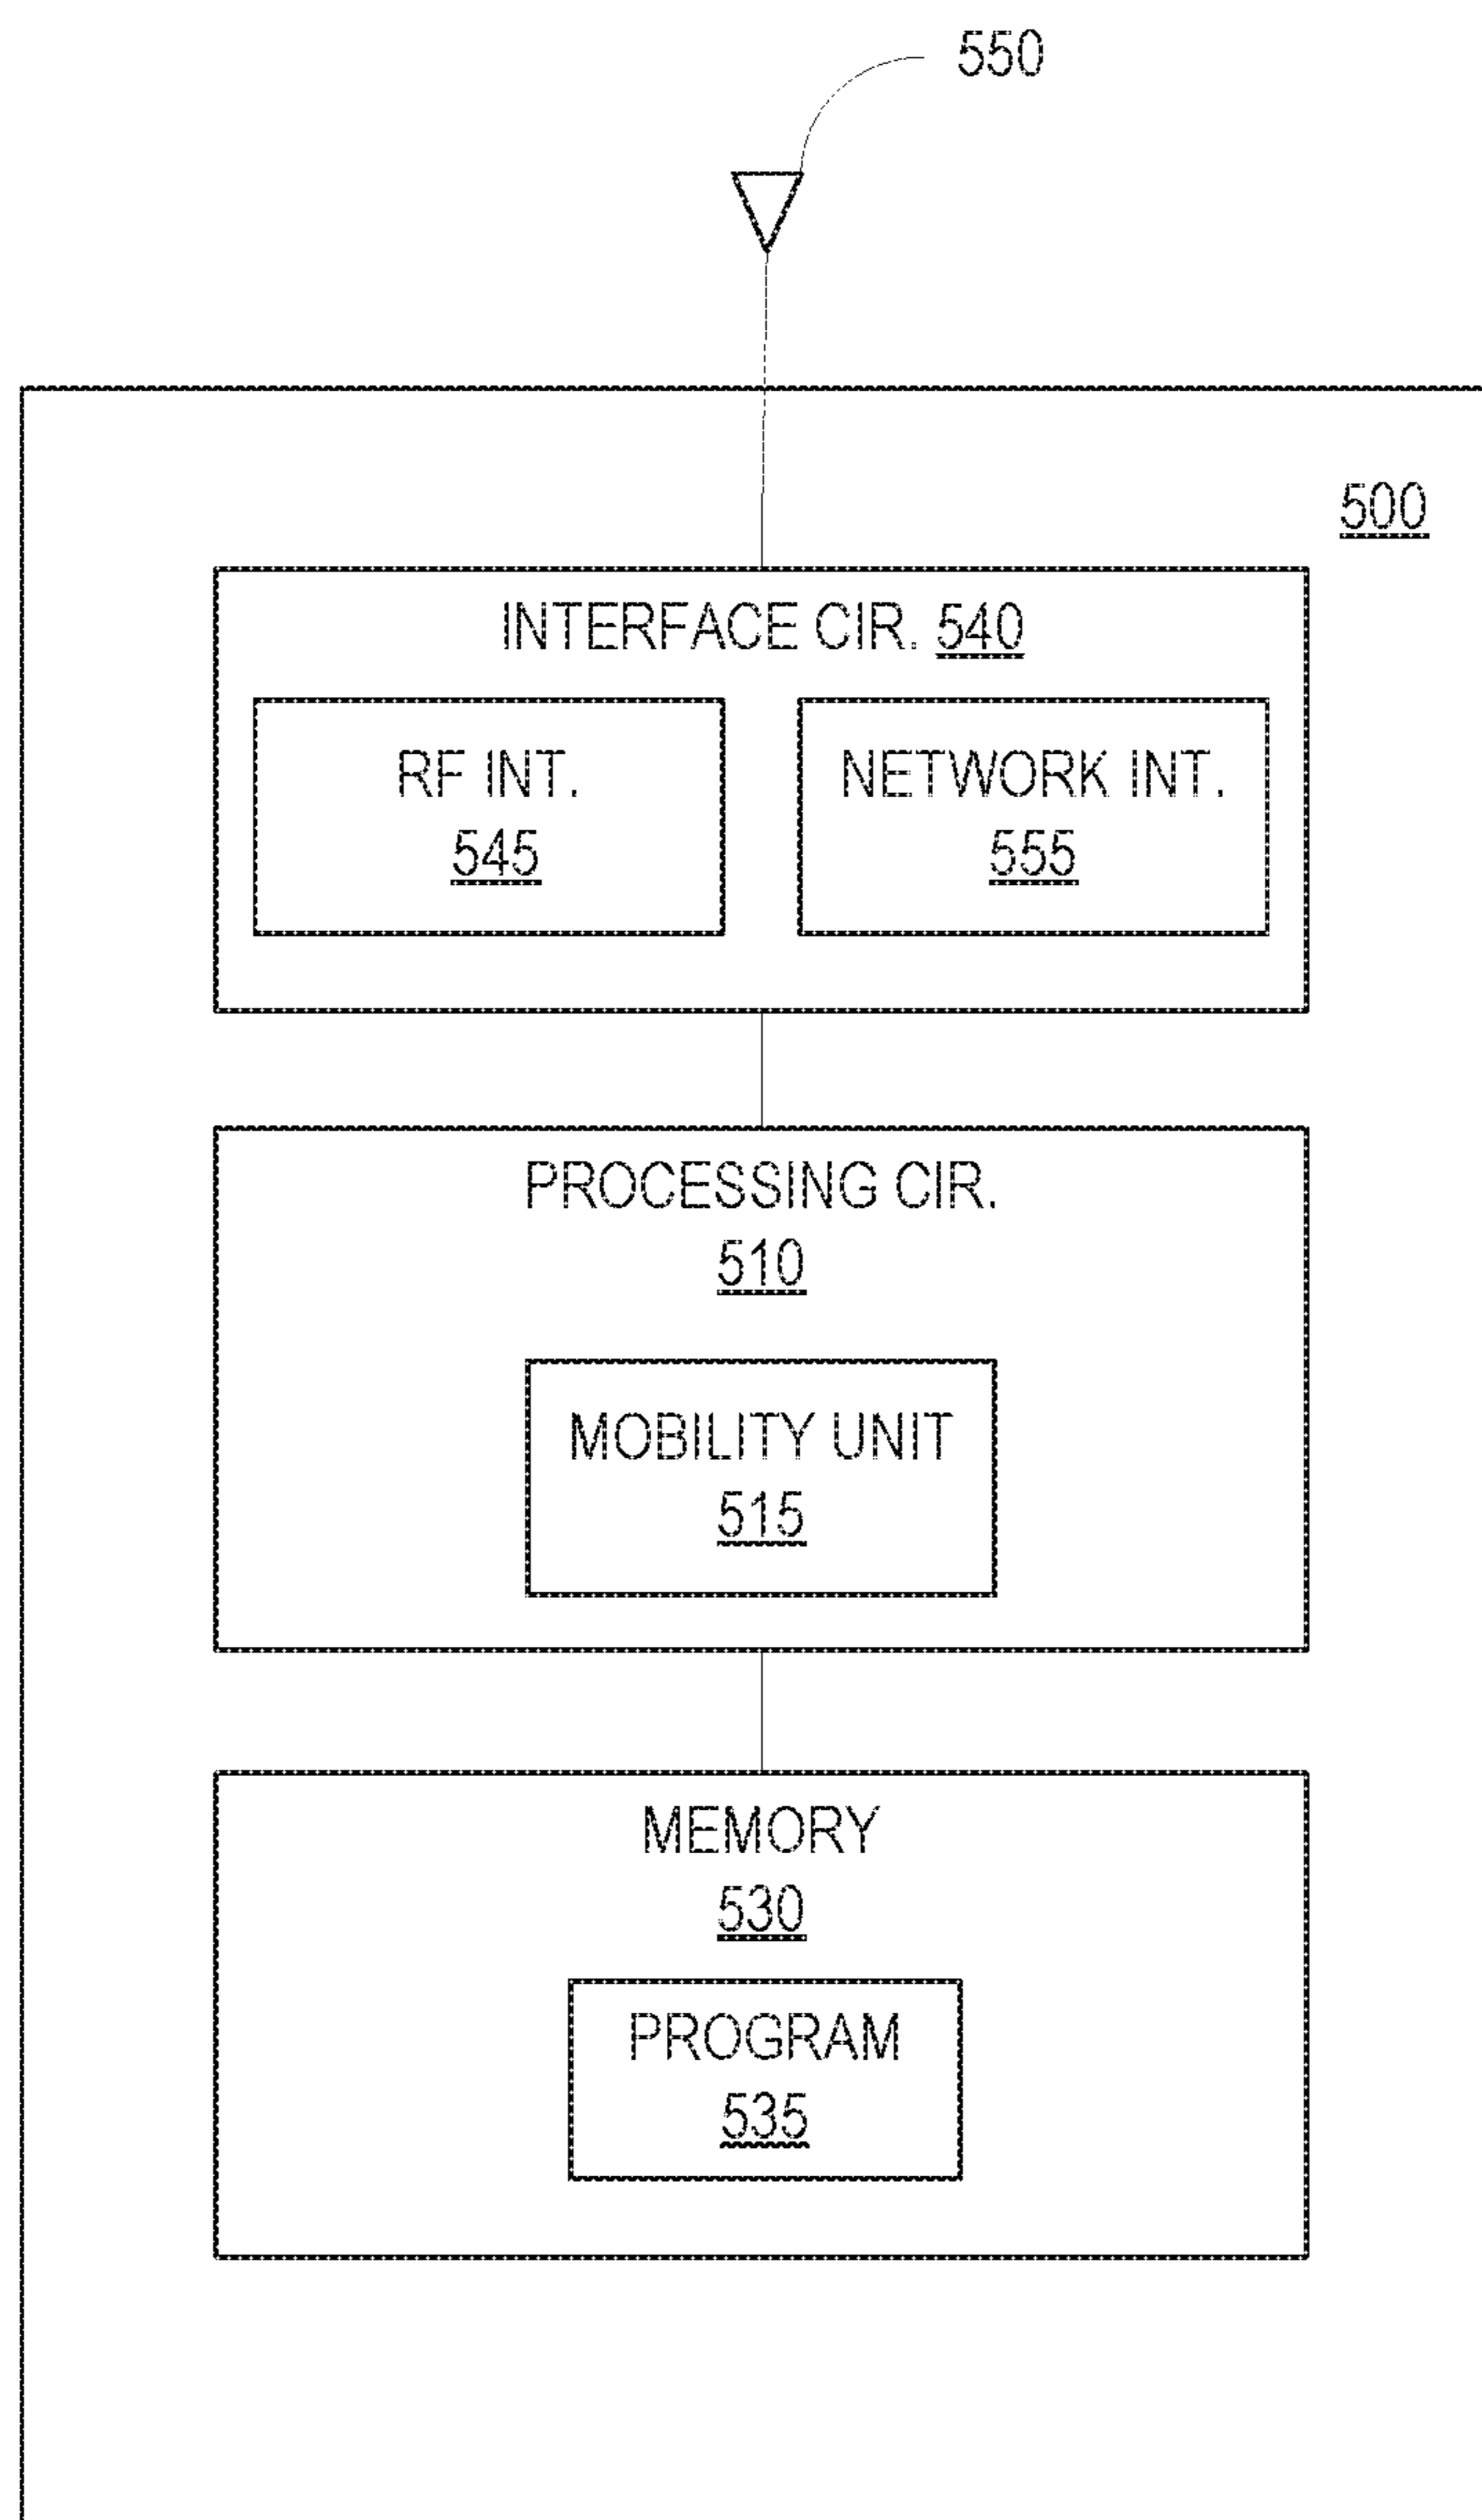 550
500
INTERFACE CIR. 540
RF INT.
545
NETWORK INT.
555
PROCESSING CIR.
510
MOBILITY UNIT
515
MEMORY
530
PROGRAM
535